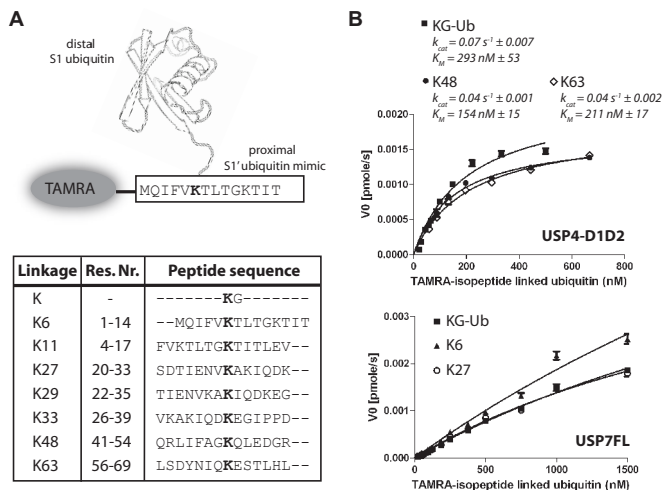 A
distal
S1 ubiquitin
proximal
S1' ubiquitin mimic
TAMRA
MQIFVKTLTGKTIT
Linkage Res. Nr. Peptide sequence
K - -------KG-------
K6 1-14 --MQIFVKTLTGKTIT
K11 4-17 FVKTLTGKTITLEV--
K27 20-33 SDTIENVKAKIQDK--
K29 22-35 TIENVKAKIQDKEG--
K33 26-39 VKAKIQDKEGIPPD--
K48 41-54 QRLIFAGKQLEDGR--
K63 56-69 LSDYNIQKESTLHL--
B
KG-Ub
kcat = 0.07 s-1 ± 0.007
KM = 293 nM ± 53
K48
kcat = 0.04 s-1 ± 0.001
KM = 154 nM ± 15
K63
kcat = 0.04 s-1 ± 0.002
KM = 211 nM ± 17
V0 [pmole/s]
0.0020
0.0015
0.0010
0.0005
0.0000
0 200 400 600 800
USP4-D1D2
TAMRA-isopeptide linked ubiquitin (nM)
KG-Ub
K6
K27
V0 [pmole/s]
0.003
0.002
0.001
0.000
0 500 1000 1500
USP7FL
TAMRA-isopeptide linked ubiquitin (nM)